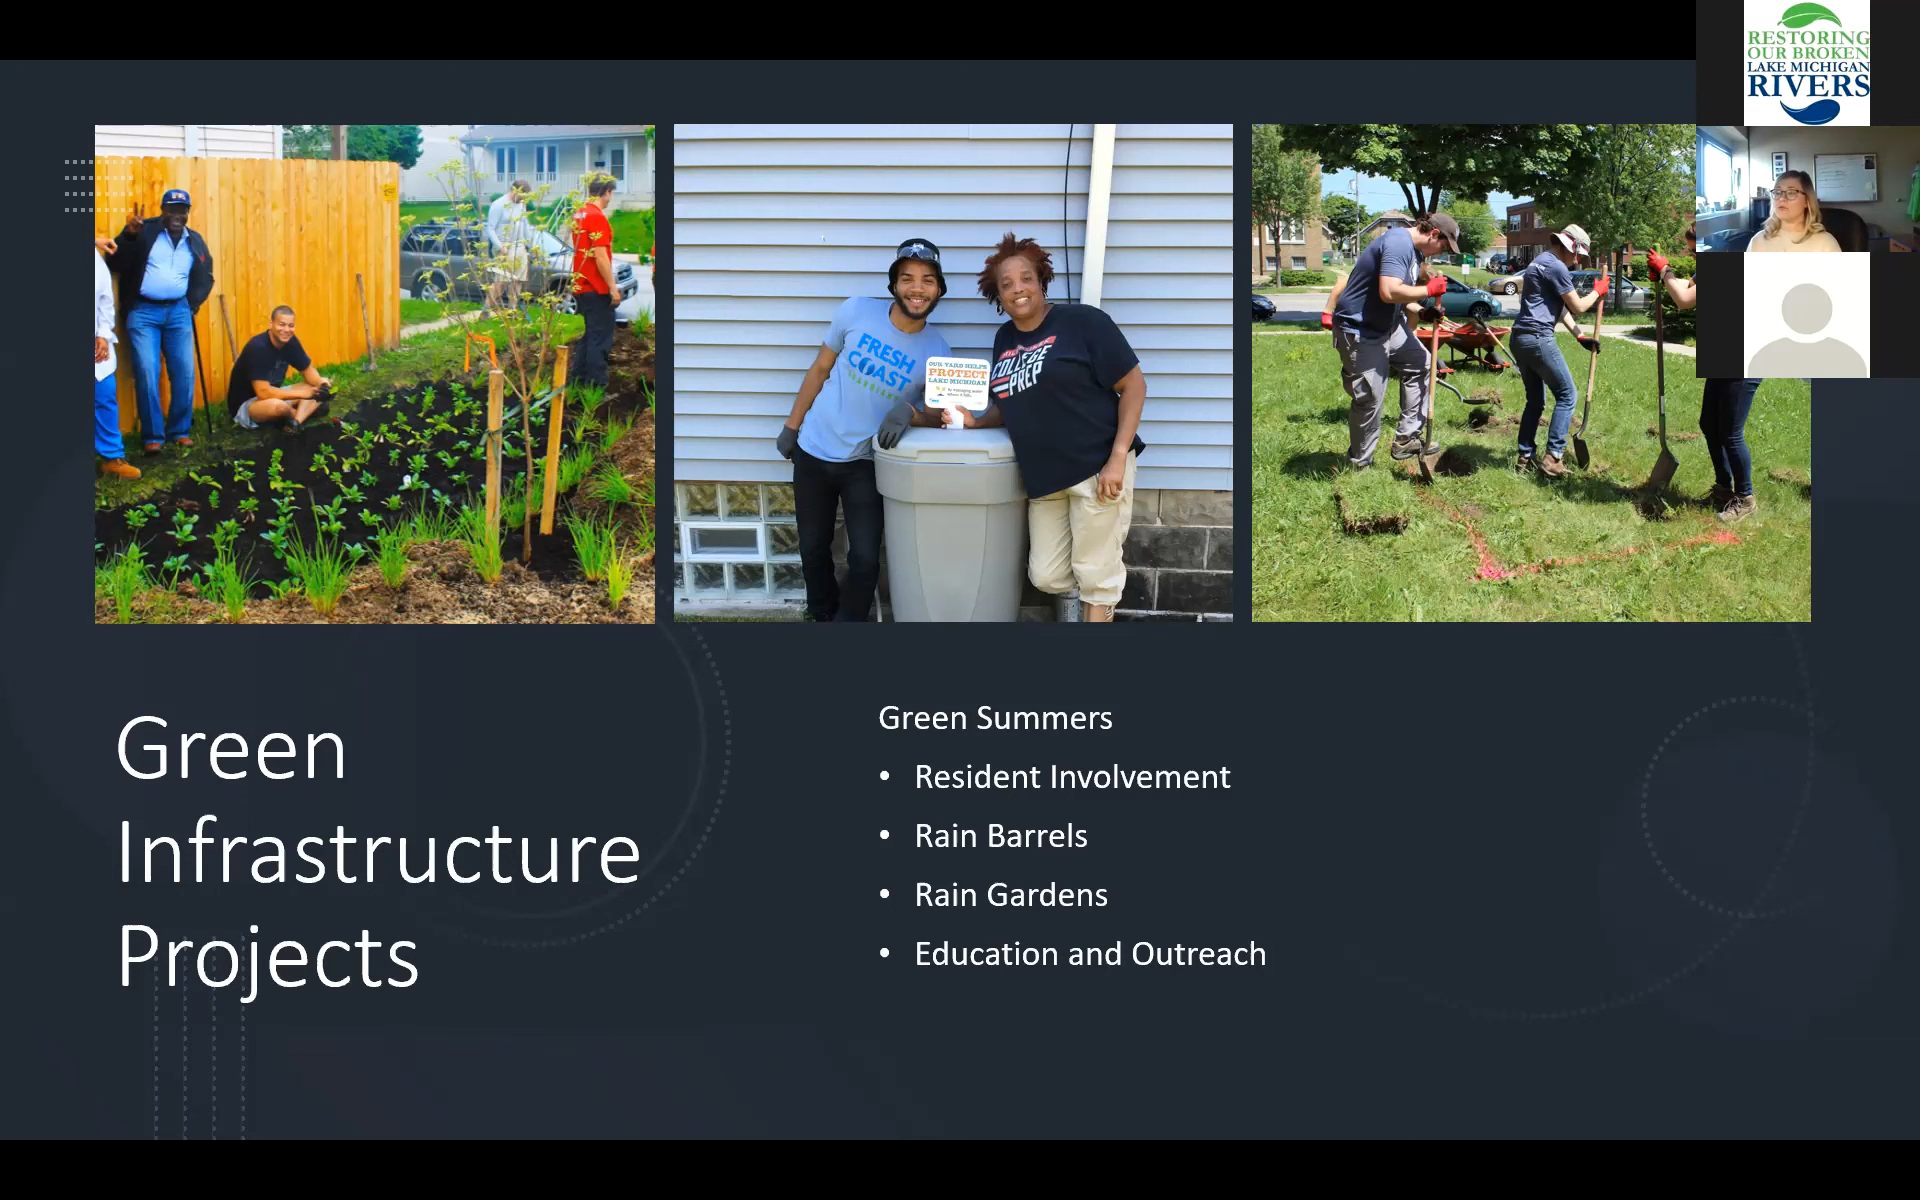 RESTORING
OUR BROKEN
LAKE MICHIGAN
RIVERS
FRESH
COAST
OUR YARD HELPS
PROTECT
LAKE MICHIGAN
COLLEGE
PREP
Green
Infrastructure
Projects
Green Summers
• Resident Involvement
• Rain Barrels
• Rain Gardens
• Education and Outreach